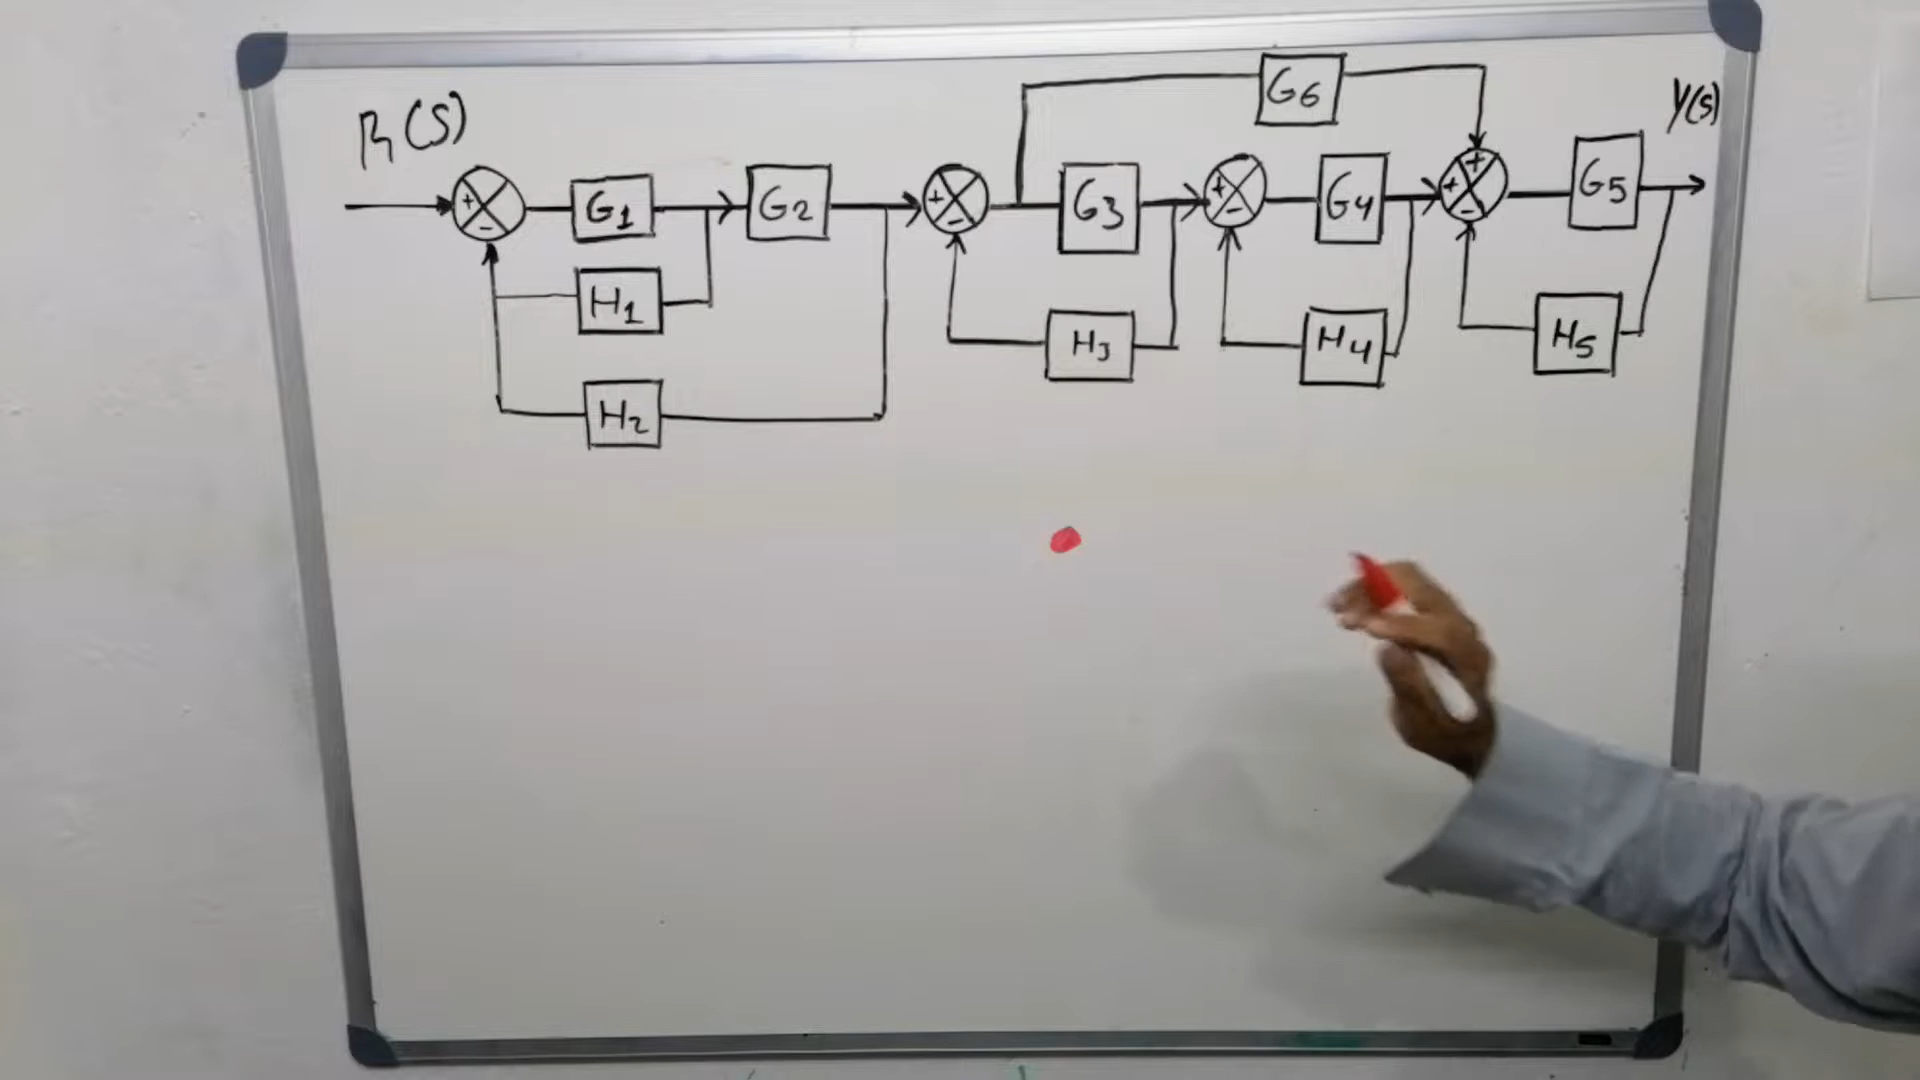 R(S)
G6
Y(s)
+
-
G1
G2
+
-
G3
+
-
G4
+
+
-
G5
H1
H3
H4
H5
H2